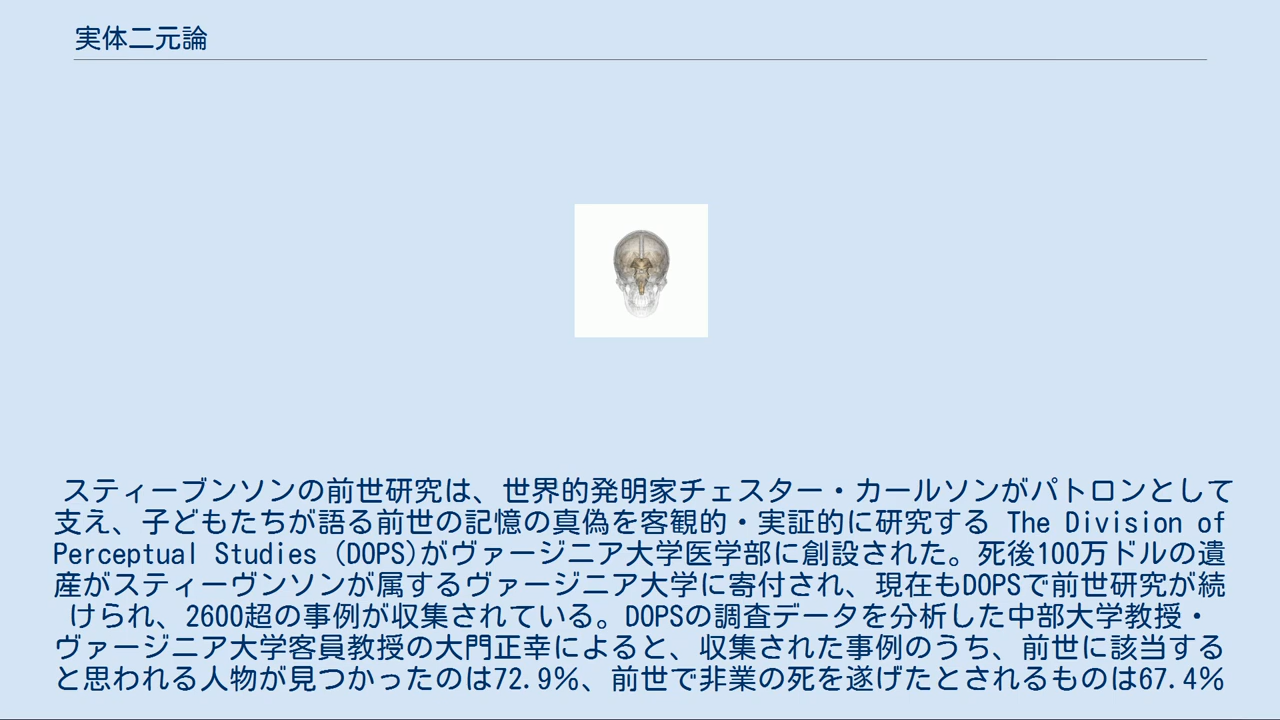 実体二元論
スティーブンソンの前世研究は、世界的発明家チェスター・カールソンがパトロンとして
支え、子どもたちが語る前世の記憶の真偽を客観的・実証的に研究する The Division of
Perceptual Studies (DOPS)がヴァージニア大学医学部に創設された。死後100万ドルの遺
産がスティーヴンソンが属するヴァージニア大学に寄付され、現在もDOPSで前世研究が続
けられ、2600超の事例が収集されている。DOPSの調査データを分析した中部大学教授・
ヴァージニア大学客員教授の大門正幸によると、収集された事例のうち、前世に該当する
と思われる人物が見つかったのは72.9%、前世で非業の死を遂げたとされるものは67.4%